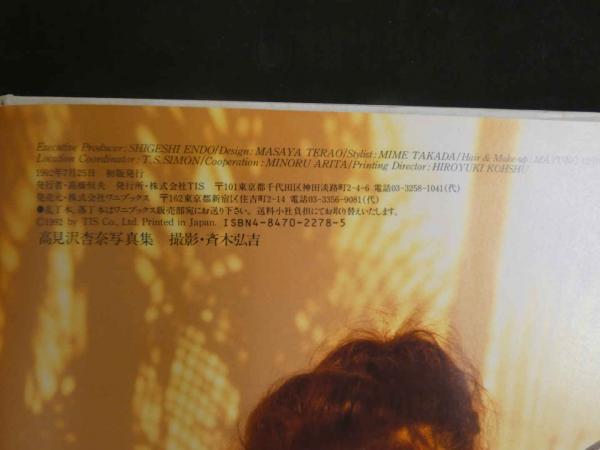 Executive Producer: SHIGESHI ENDO/Design: MASAYA TERAO/Stylist: MIME TAKADA/Hair & Make-up:
Location Coordinator: T.S.SIMON/Cooperation: MINORU ARITA/Printing Director: HIROYUKI KOHSHU
1992年7月25日 初版発行
発行者・高橋恒夫 発行所・株式会社TIS 〒101東京都千代田区神田淡路町2-4-6 電話03-3258-1041(代)
発売元・株式会社ワニブックス 〒162東京都新宿区住吉町2-14 電話03-3356-9081(代)
●乱丁本、落丁本はワニブックス販売部宛にお送り下さい。送料小社負担にてお取り替えいたします。
©1992 by TIS Co., Ltd. Printed in Japan. ISBN4-8470-2278-5
高見沢杏奈写真集 撮影・斉木弘吉